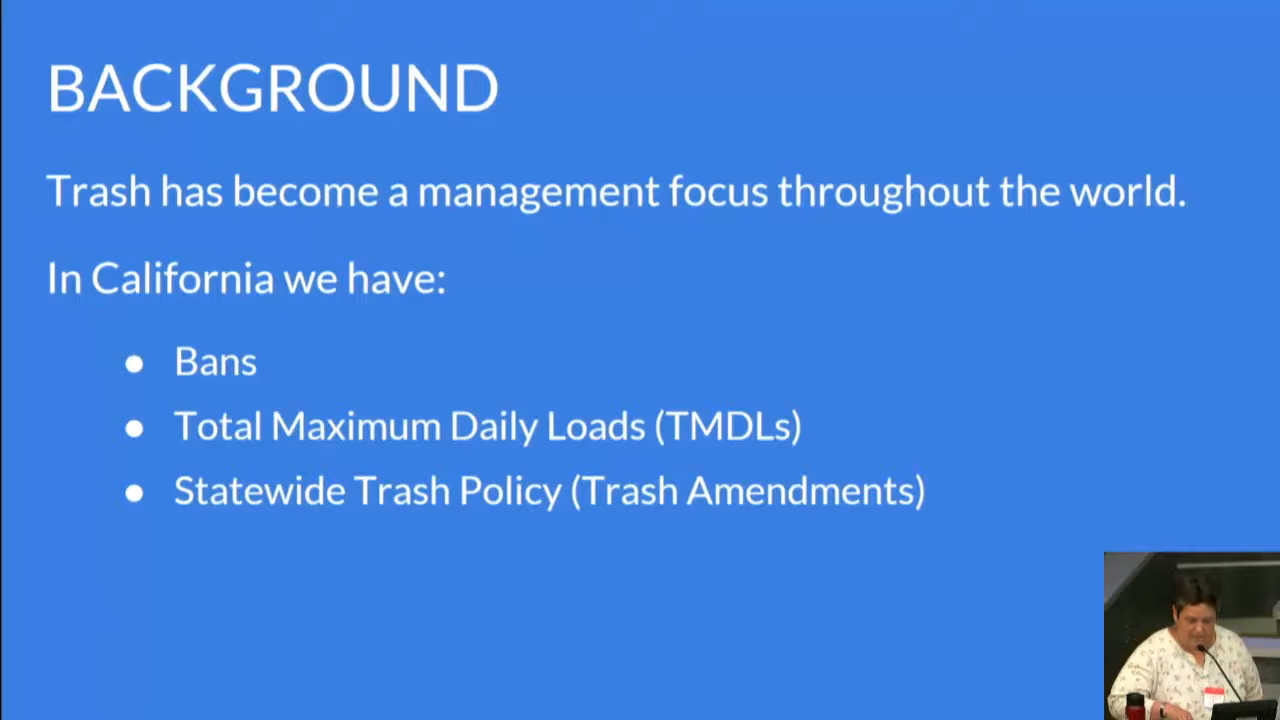 BACKGROUND
Trash has become a management focus throughout the world.
In California we have:
● Bans
● Total Maximum Daily Loads (TMDLs)
● Statewide Trash Policy (Trash Amendments)